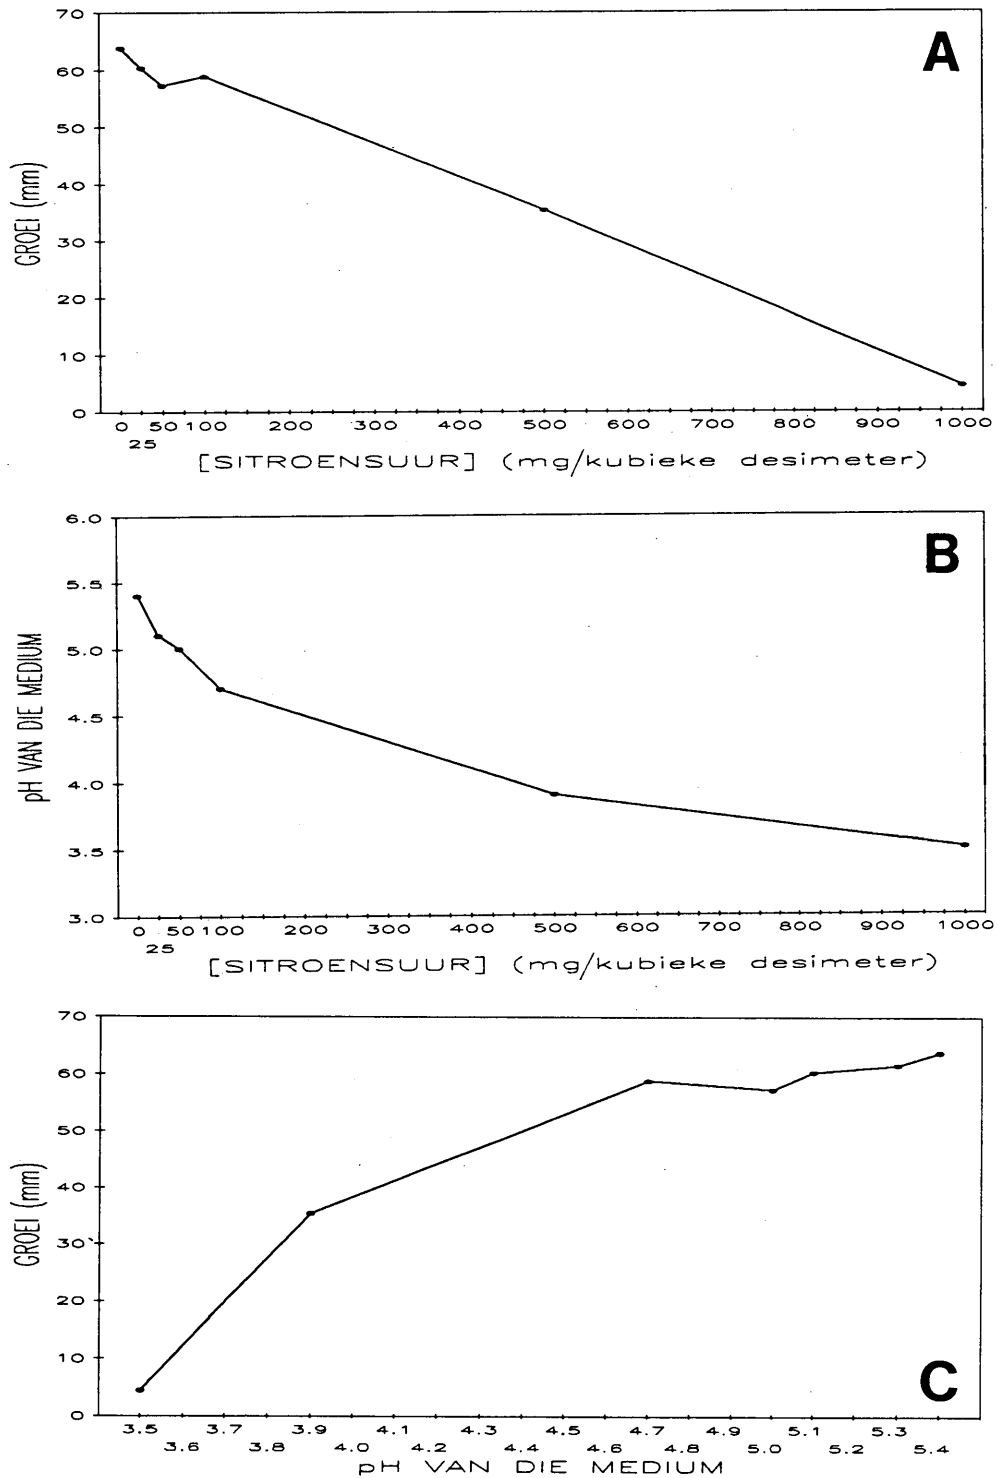 A
70
60
50
40
30
20
10
0
GROEI (mm)
0 50 100 200 300 400 500 600 700 800 900 1000
25
[SITROENSUUR] (mg/kubieke desimeter)
B
6.0
5.5
5.0
4.5
4.0
3.5
3.0
pH VAN DIE MEDIUM
0 50 100 200 300 400 500 600 700 800 900 1000
25
[SITROENSUUR] (mg/kubieke desimeter)
70
60
50
40
30
20
10
0
GROEI (mm)
C
3.5 3.7 3.9 4.1 4.3 4.5 4.7 4.9 5.1 5.3
3.6 3.8 4.0 4.2 4.4 4.6 4.8 5.0 5.2 5.4
pH VAN DIE MEDIUM